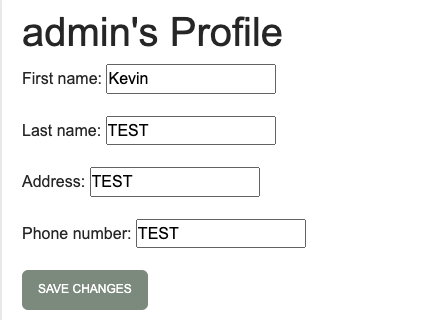 admin's Profile
First name: Kevin
Last name: TEST
Address: TEST
Phone number: TEST
SAVE CHANGES